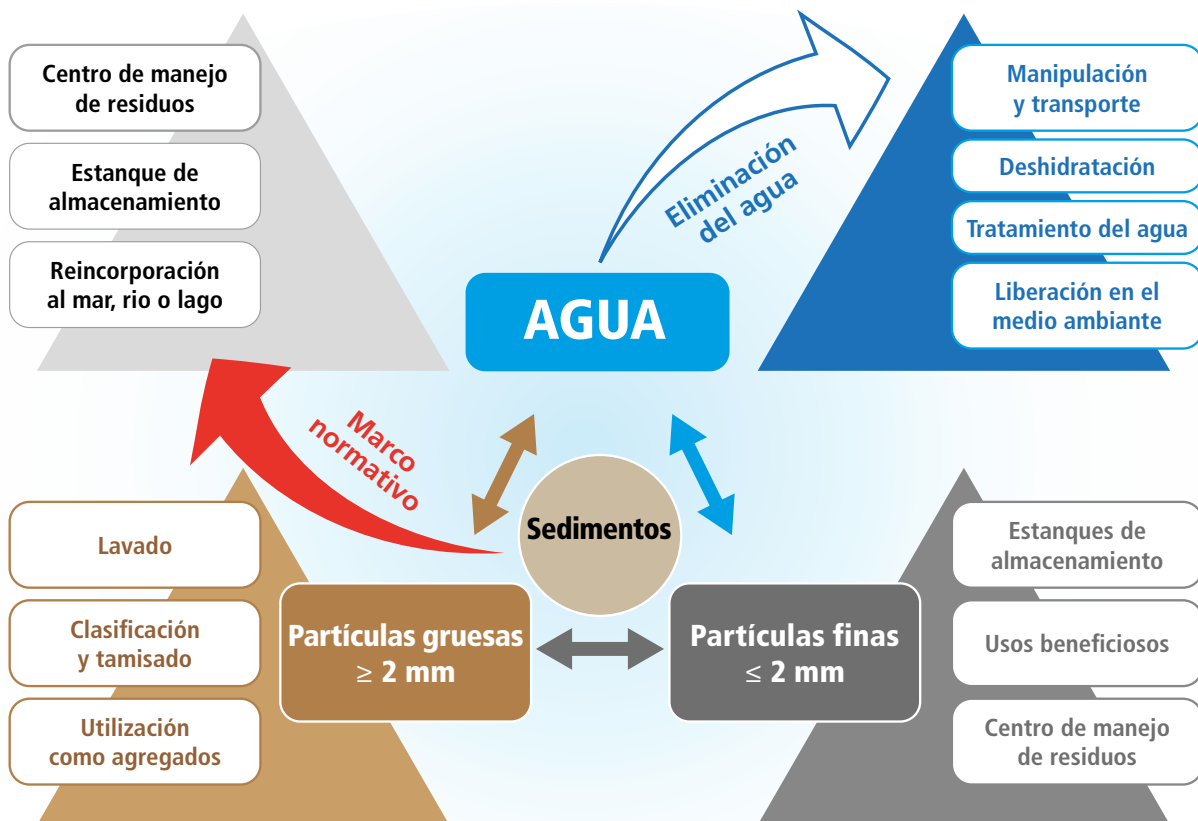 Centro de manejo
de residuos
Estanque de
almacenamiento
Reincorporación
al mar, rio o lago
Eliminación
del agua
Manipulación
y transporte
Deshidratación
Tratamiento del agua
Liberación en el
medio ambiente
AGUA
Marco
normativo
Sedimentos
Lavado
Clasificación
y tamisado
Utilización
como agregados
Partículas gruesas
≥ 2 mm
Partículas finas
≤ 2 mm
Estanques de
almacenamiento
Usos beneficiosos
Centro de manejo
de residuos